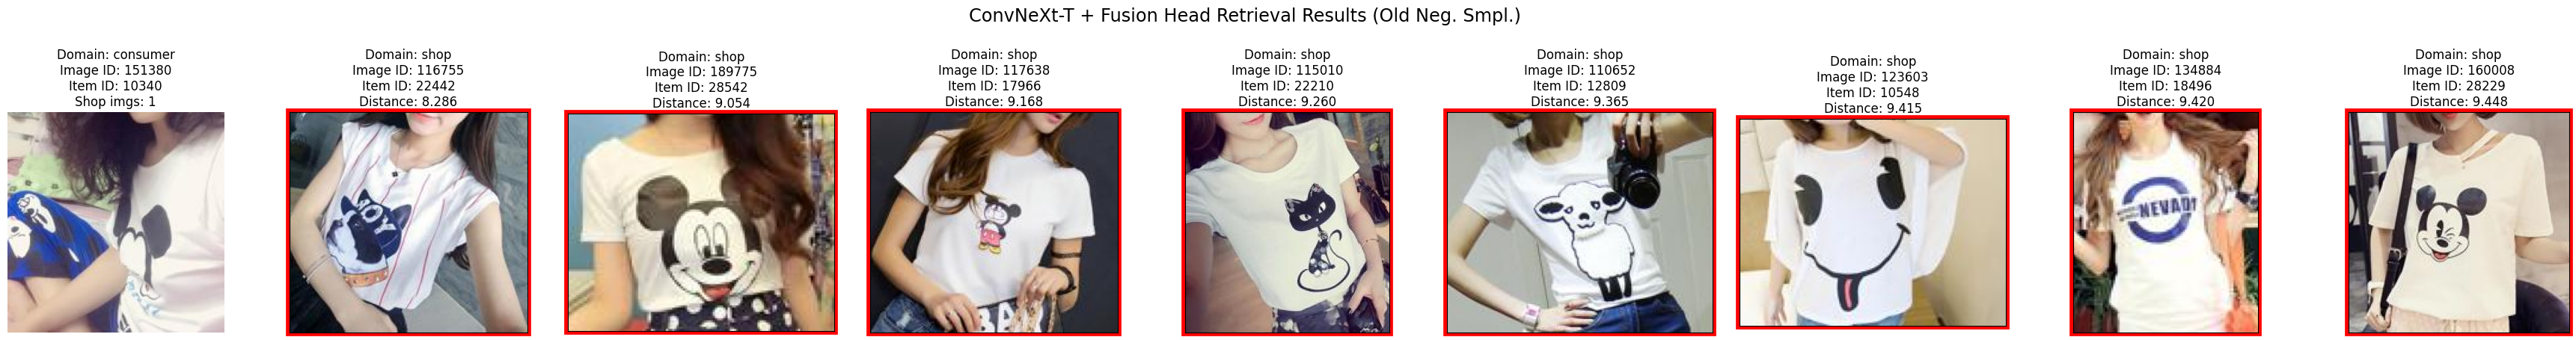 ConvNeXt-T + Fusion Head Retrieval Results (Old Neg. Smpl.)
Domain: consumer
Image ID: 151380
Item ID: 10340
Shop imgs: 1
Domain: shop
Image ID: 116755
Item ID: 22442
Distance: 8.286
Domain: shop
Image ID: 189775
Item ID: 28542
Distance: 9.054
Domain: shop
Image ID: 117638
Item ID: 17966
Distance: 9.168
Domain: shop
Image ID: 115010
Item ID: 22210
Distance: 9.260
Domain: shop
Image ID: 110652
Item ID: 12809
Distance: 9.365
Domain: shop
Image ID: 123603
Item ID: 10548
Distance: 9.415
Domain: shop
Image ID: 134884
Item ID: 18496
Distance: 9.420
Domain: shop
Image ID: 160008
Item ID: 28229
Distance: 9.448
BA